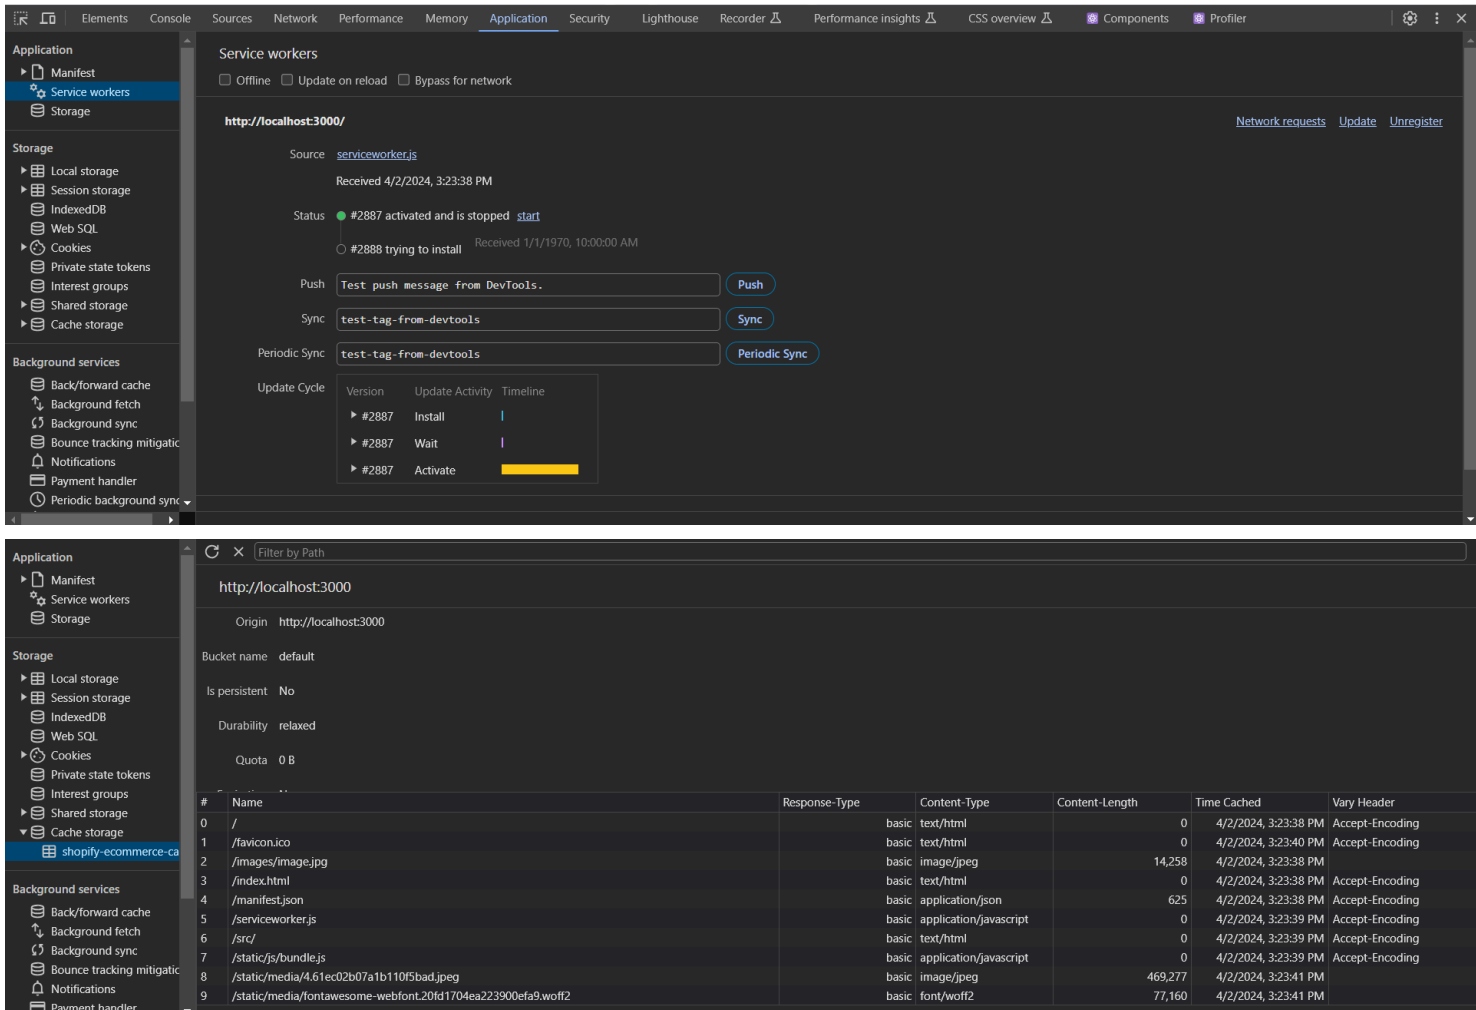 Elements Console Sources Network Performance Memory Application Security Lighthouse Recorder Performance insights CSS overview Components Profiler
Application
Manifest
Service workers
Storage
Storage
Local storage
Session storage
IndexedDB
Web SQL
Cookies
Private state tokens
Interest groups
Shared storage
Cache storage
Background services
Back/forward cache
Background fetch
Background sync
Bounce tracking mitigatic
Notifications
Payment handler
Periodic background sync
Service workers
Offline Update on reload Bypass for network
http://localhost:3000/ Network requests Update Unregister
Source serviceworker.js
Received 4/2/2024, 3:23:38 PM
Status #2887 activated and is stopped start
#2888 trying to install Received 1/1/1970, 10:00:00 AM
Push Test push message from DevTools. Push
Sync test-tag-from-devtools Sync
Periodic Sync test-tag-from-devtools Periodic Sync
Update Cycle Version Update Activity Timeline
#2887 Install
#2887 Wait
#2887 Activate
Application
Manifest
Service workers
Storage
Storage
Local storage
Session storage
IndexedDB
Web SQL
Cookies
Private state tokens
Interest groups
Shared storage
Cache storage
shopify-ecommerce-ca
Background services
Back/forward cache
Background fetch
Background sync
Bounce tracking mitigatic
Notifications
Payment handler
Filter by Path
http://localhost:3000
Origin http://localhost:3000
Bucket name default
Is persistent No
Durability relaxed
Quota 0 B
# Name Response-Type Content-Type Content-Length Time Cached Vary Header
0 / basic text/html 0 4/2/2024, 3:23:38 PM Accept-Encoding
1 /favicon.ico basic text/html 0 4/2/2024, 3:23:40 PM Accept-Encoding
2 /images/image.jpg basic image/jpeg 14,258 4/2/2024, 3:23:38 PM
3 /index.html basic text/html 0 4/2/2024, 3:23:38 PM Accept-Encoding
4 /manifest.json basic application/json 625 4/2/2024, 3:23:38 PM Accept-Encoding
5 /serviceworker.js basic application/javascript 0 4/2/2024, 3:23:39 PM Accept-Encoding
6 /src/ basic text/html 0 4/2/2024, 3:23:39 PM Accept-Encoding
7 /static/js/bundle.js basic application/javascript 0 4/2/2024, 3:23:39 PM Accept-Encoding
8 /static/media/4.61ec02b07a1b110f5bad.jpeg basic image/jpeg 469,277 4/2/2024, 3:23:41 PM
9 /static/media/fontawesome-webfont.20fd1704ea223900efa9.woff2 basic font/woff2 77,160 4/2/2024, 3:23:41 PM